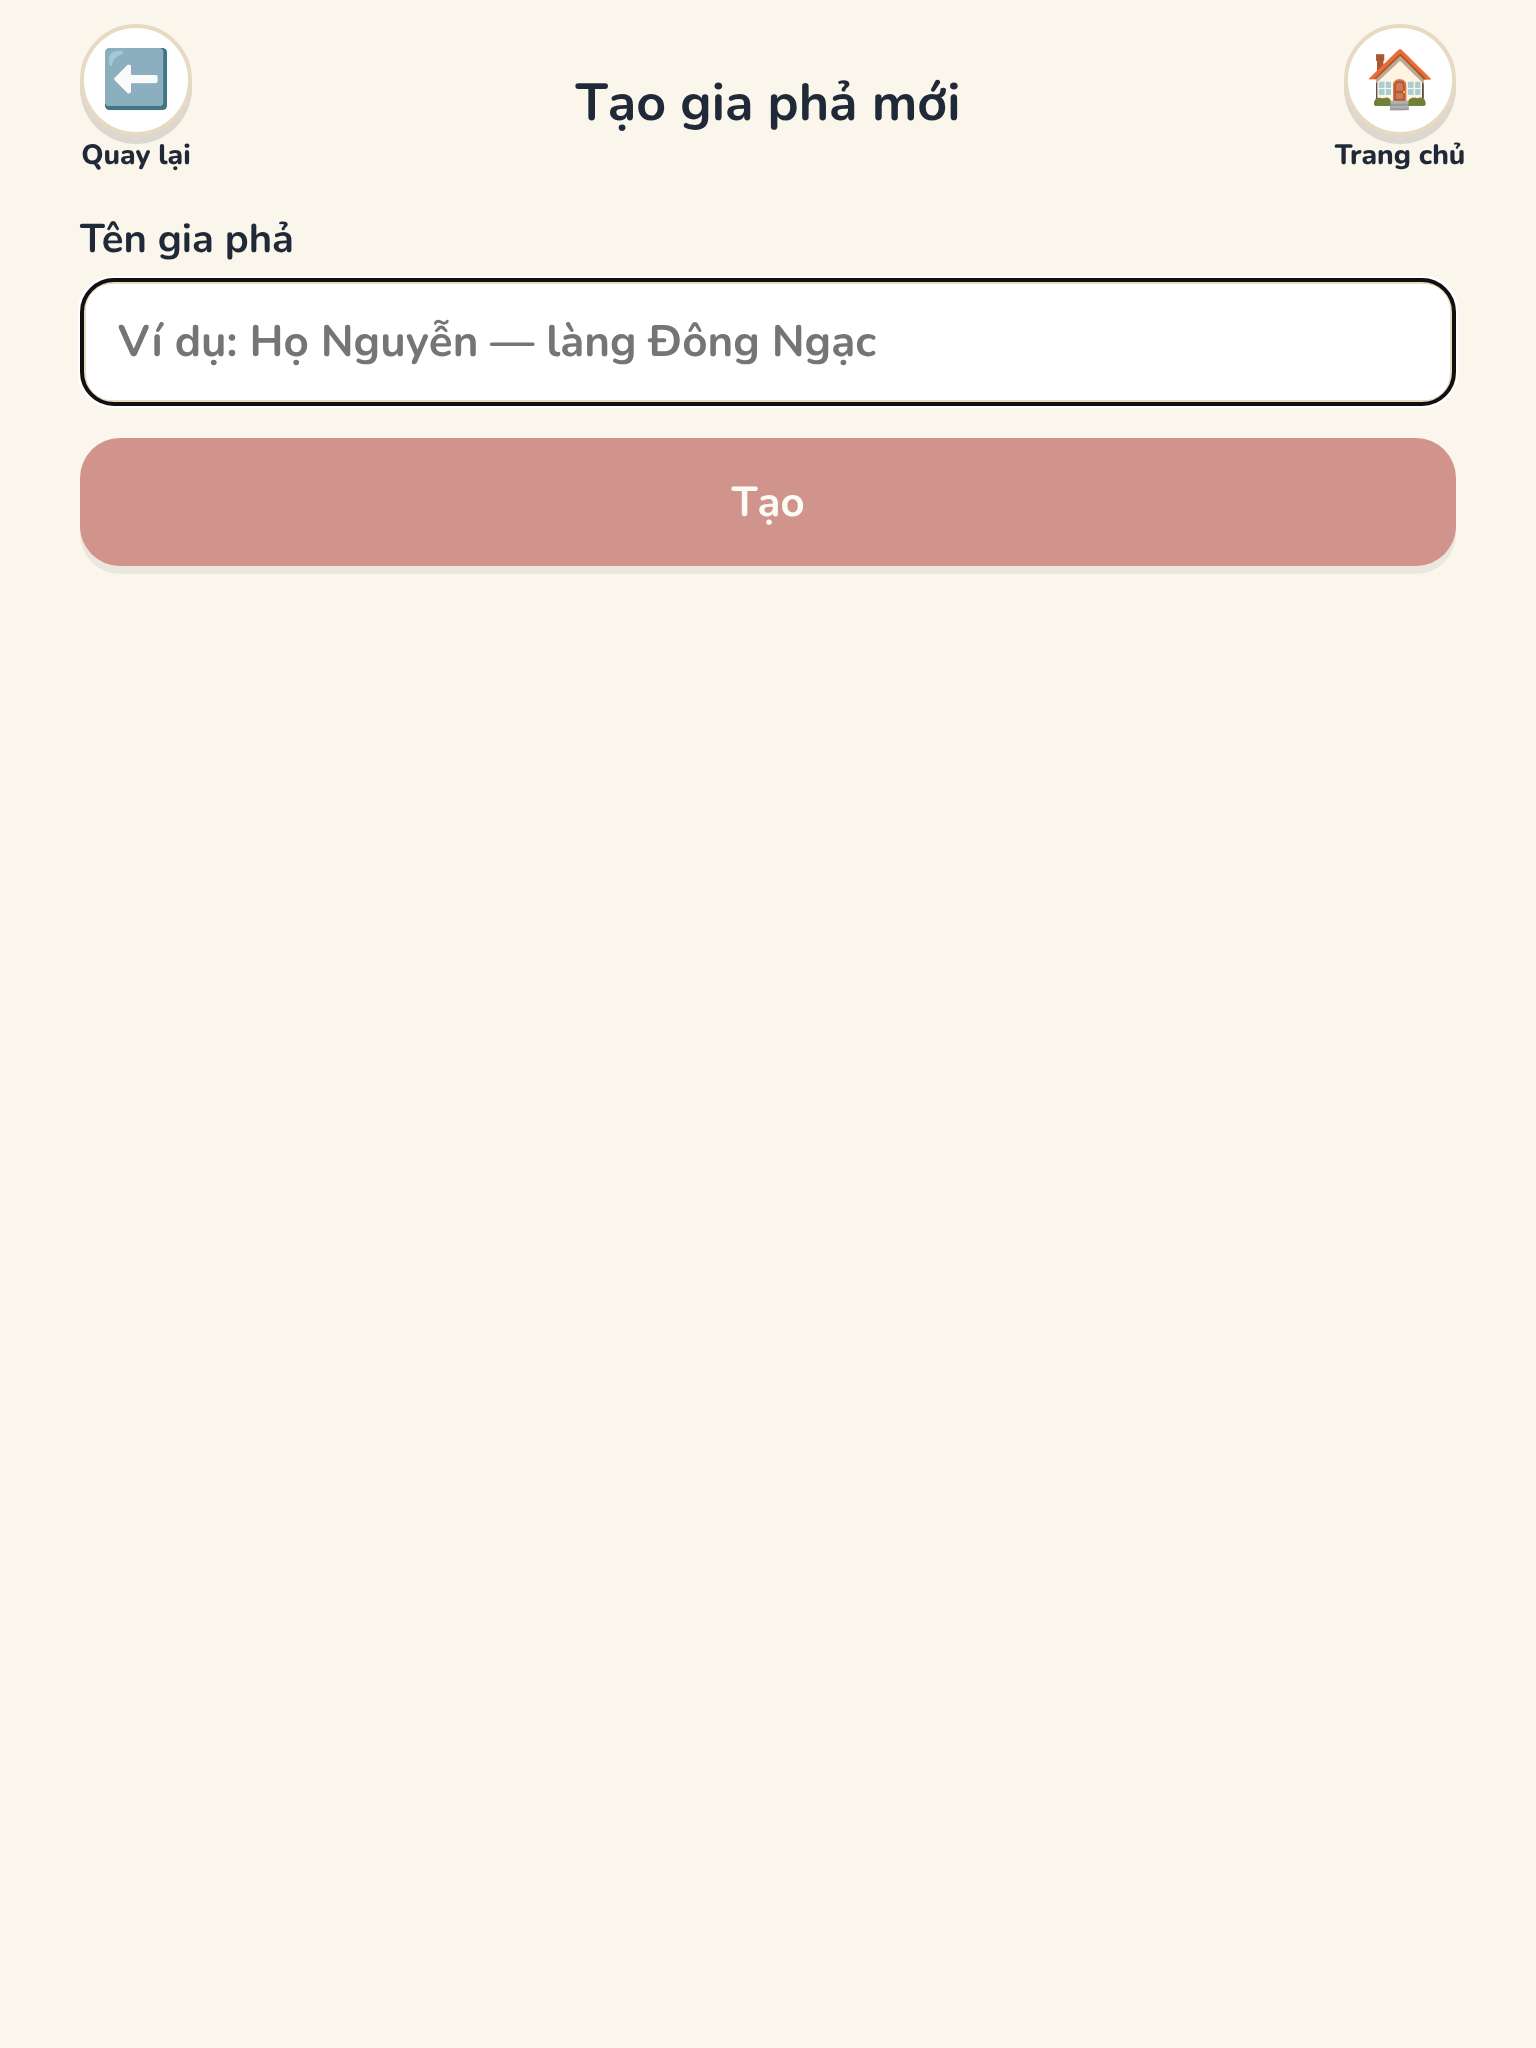 Quay lại
Tạo gia phả mới
Trang chủ
Tên gia phả
Ví dụ: Họ Nguyễn — làng Đông Ngạc
Tạo